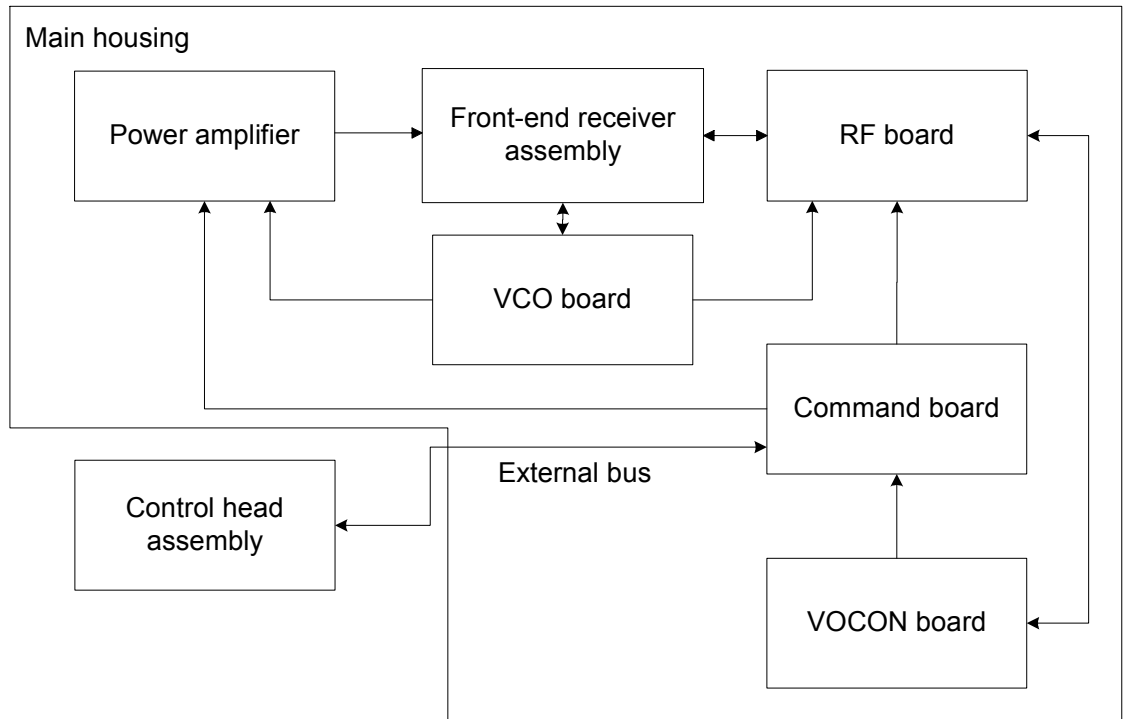 Main housing
Power amplifier
Front-end receiver
assembly
RF board
VCO board
Command board
External bus
Control head
assembly
VOCON board